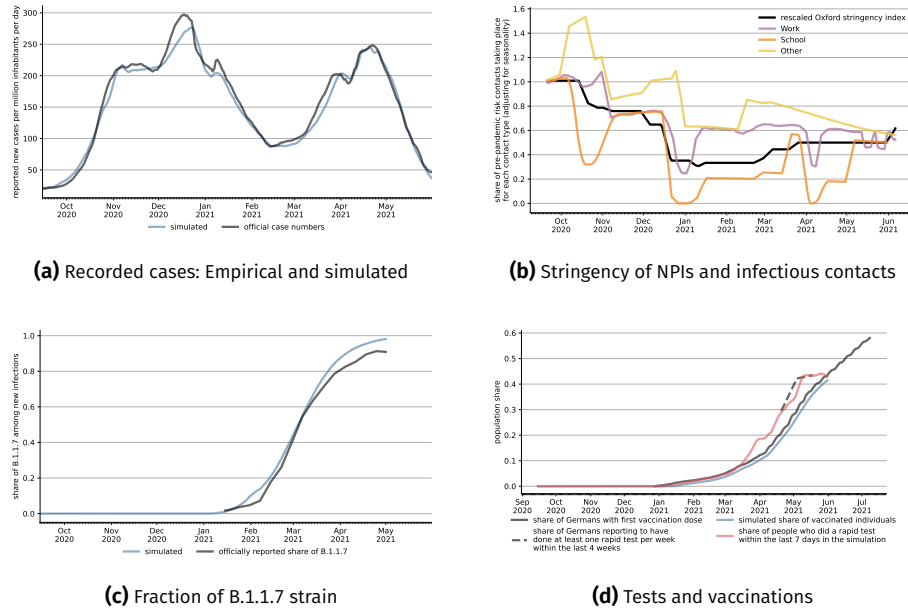 reported new cases per million inhabitants per day
300
250
200
150
100
50
Oct
2020
Nov
2020
Dec
2020
Jan
2021
Feb
2021
Mar
2021
Apr
2021
May
2021
simulated
official case numbers
(a) Recorded cases: Empirical and simulated
share of pre-pandemic risk contacts taking place
for each contact type (adjusting for seasonality)
1.6
1.4
1.2
1.0
0.8
0.6
0.4
0.2
0.0
rescaled Oxford stringency index
Work
School
Other
Oct
2020
Nov
2020
Dec
2020
Jan
2021
Feb
2021
Mar
2021
Apr
2021
May
2021
Jun
2021
(b) Stringency of NPIs and infectious contacts
share of B.1.1.7 among new infections
1.0
0.8
0.6
0.4
0.2
0.0
Oct
2020
Nov
2020
Dec
2020
Jan
2021
Feb
2021
Mar
2021
Apr
2021
May
2021
simulated
officially reported share of B.1.1.7
(c) Fraction of B.1.1.7 strain
population share
0.6
0.5
0.4
0.3
0.2
0.1
0.0
Sep
2020
Oct
2020
Nov
2020
Dec
2020
Jan
2021
Feb
2021
Mar
2021
Apr
2021
May
2021
Jun
2021
Jul
2021
share of Germans with first vaccination dose
share of Germans reporting to have
done at least one rapid test per week
within the last 4 weeks
simulated share of vaccinated individuals
share of people who did a rapid test
within the last 7 days in the simulation
(d) Tests and vaccinations